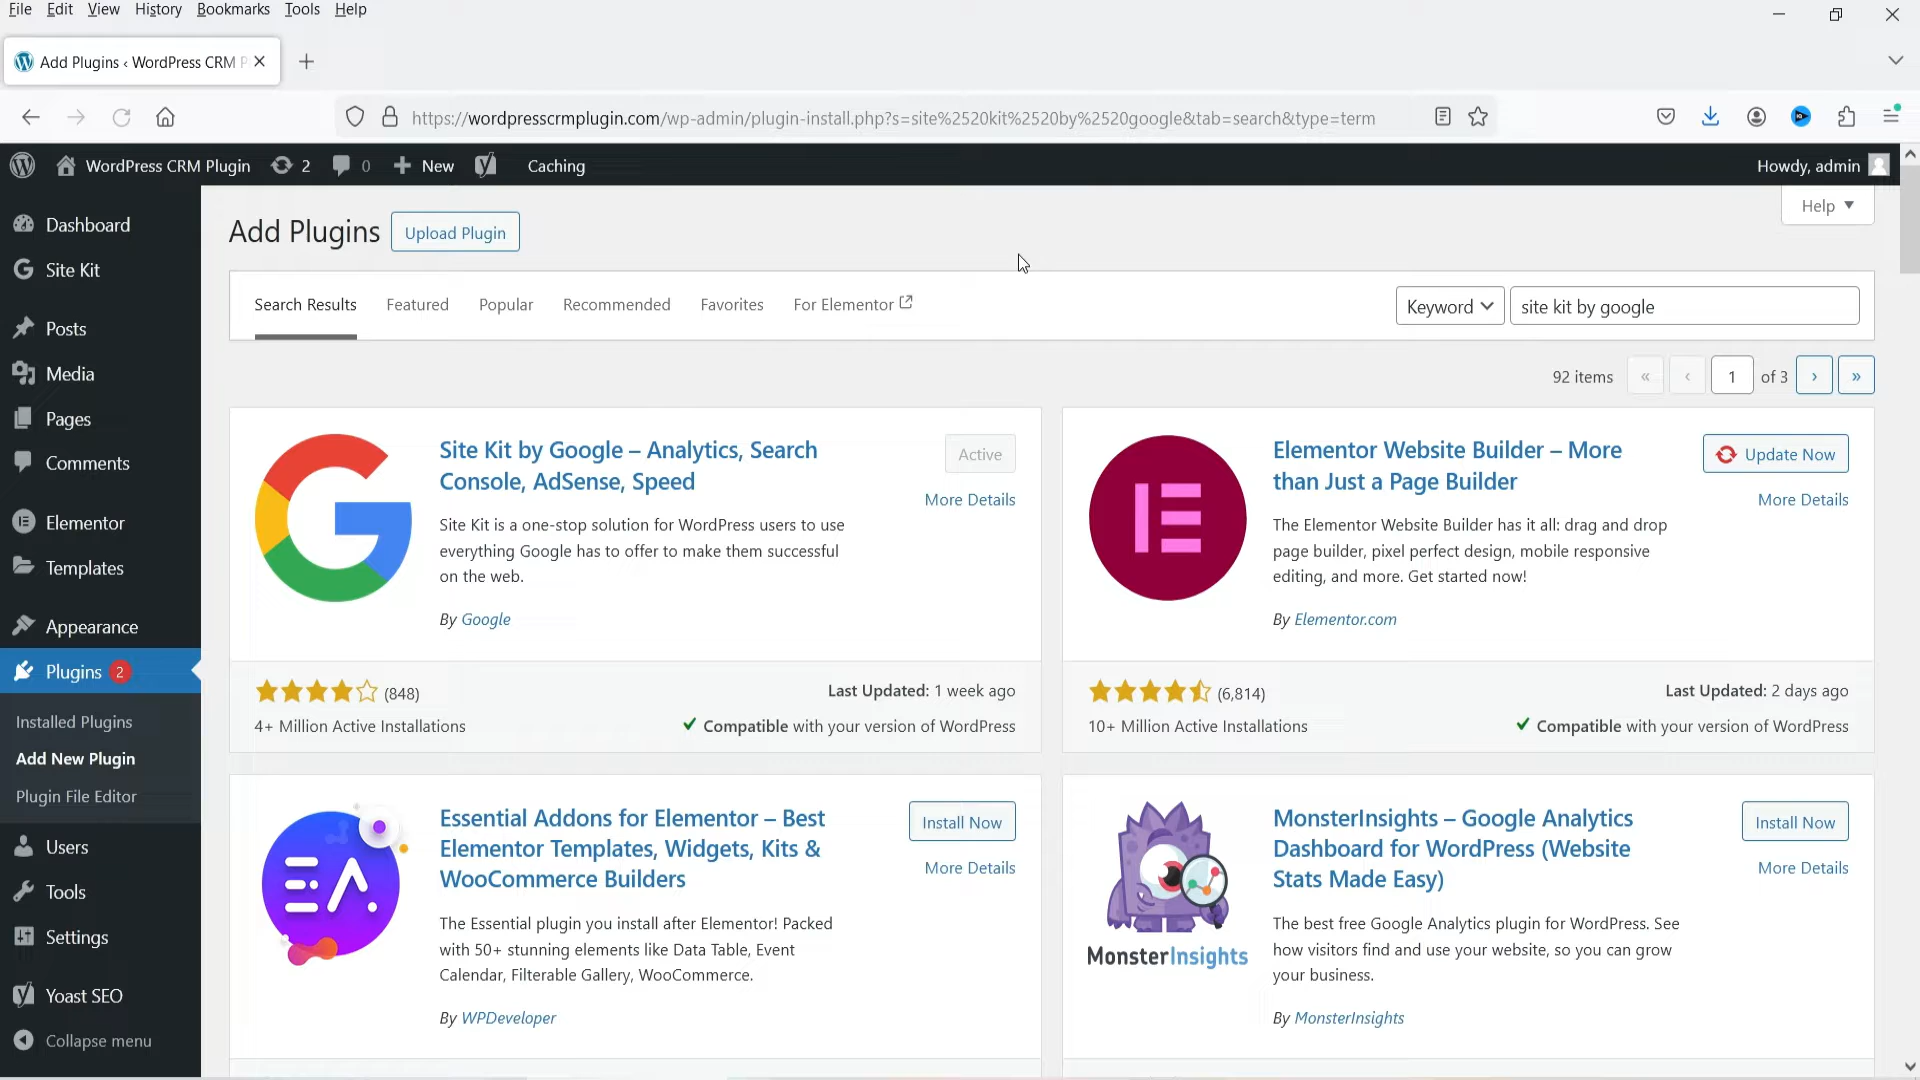 File Edit View History Bookmarks Tools Help
Add Plugins ‹ WordPress CRM P
https://wordpresscrmplugin.com/wp-admin/plugin-install.php?s=site%2520kit%2520by%2520google&tab=search&type=term
WordPress CRM Plugin 2 0 New Caching Howdy, admin
Help
Dashboard
Site Kit
Posts
Media
Pages
Comments
Elementor
Templates
Appearance
Plugins 2
Installed Plugins
Add New Plugin
Plugin File Editor
Users
Tools
Settings
Yoast SEO
Collapse menu
Add Plugins Upload Plugin
Search Results Featured Popular Recommended Favorites For Elementor Keyword site kit by google
92 items « ‹ 1 of 3 › »
Site Kit by Google – Analytics, Search
Console, AdSense, Speed
Active
More Details
Site Kit is a one-stop solution for WordPress users to use
everything Google has to offer to make them successful
on the web.
By Google
(848)
Last Updated: 1 week ago
4+ Million Active Installations
Compatible with your version of WordPress
Elementor Website Builder – More
than Just a Page Builder
Update Now
More Details
The Elementor Website Builder has it all: drag and drop
page builder, pixel perfect design, mobile responsive
editing, and more. Get started now!
By Elementor.com
(6,814)
Last Updated: 2 days ago
10+ Million Active Installations
Compatible with your version of WordPress
Essential Addons for Elementor – Best
Elementor Templates, Widgets, Kits &
WooCommerce Builders
Install Now
More Details
The Essential plugin you install after Elementor! Packed
with 50+ stunning elements like Data Table, Event
Calendar, Filterable Gallery, WooCommerce.
By WPDeveloper
MonsterInsights
MonsterInsights – Google Analytics
Dashboard for WordPress (Website
Stats Made Easy)
Install Now
More Details
The best free Google Analytics plugin for WordPress. See
how visitors find and use your website, so you can grow
your business.
By MonsterInsights